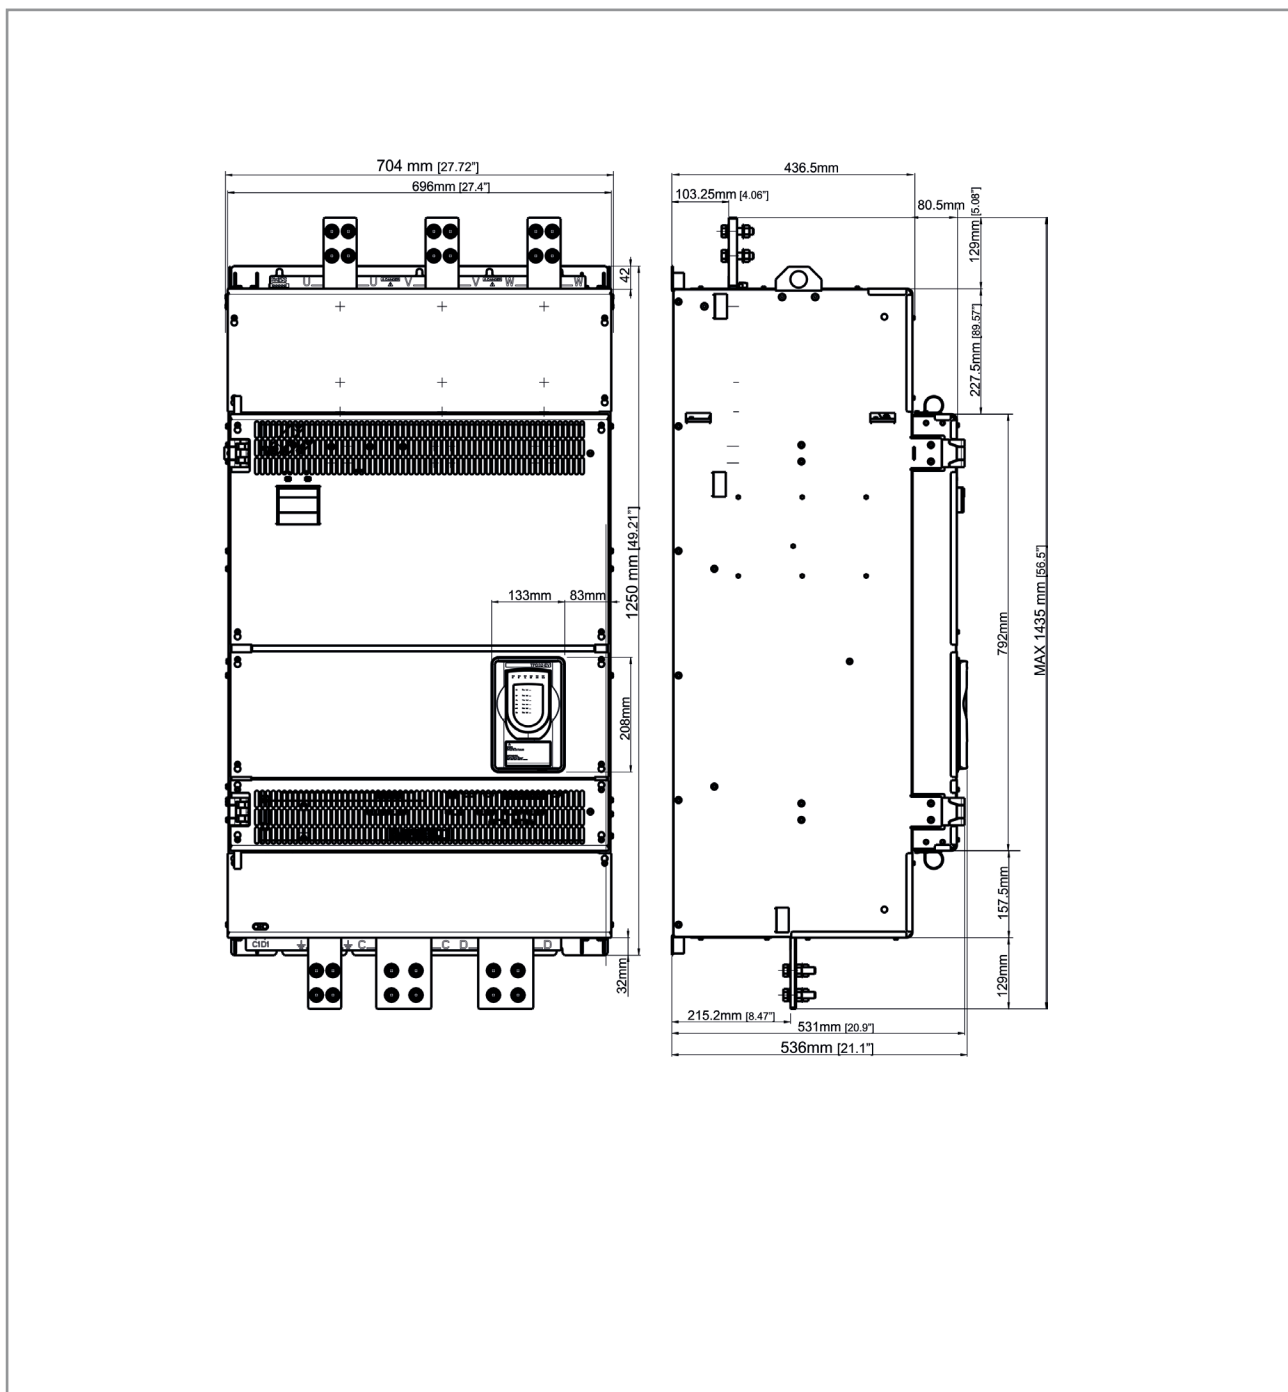 704 mm [27.72"]
696mm [27.4"]
436.5mm
103.25mm [4.06"]
80.5mm
129mm [5.08"]
42
U U V V W W
227.5mm [89.57"]
1250 mm [49.21"]
133mm
83mm
792mm
MAX 1435 mm [56.5"]
208mm
157.5mm
C1D1 C C D D
32mm
129mm
215.2mm [8.47"]
531mm [20.9"]
536mm [21.1"]